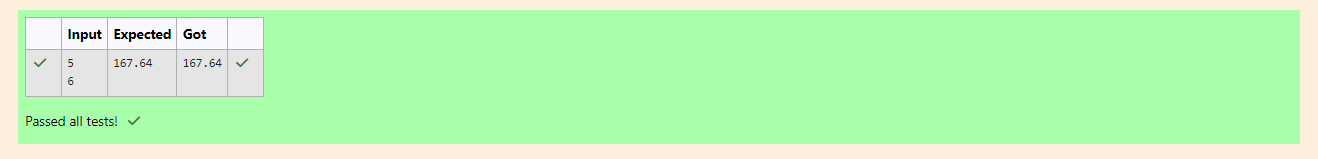 Input Expected Got
5 167.64 167.64
6
Passed all tests!